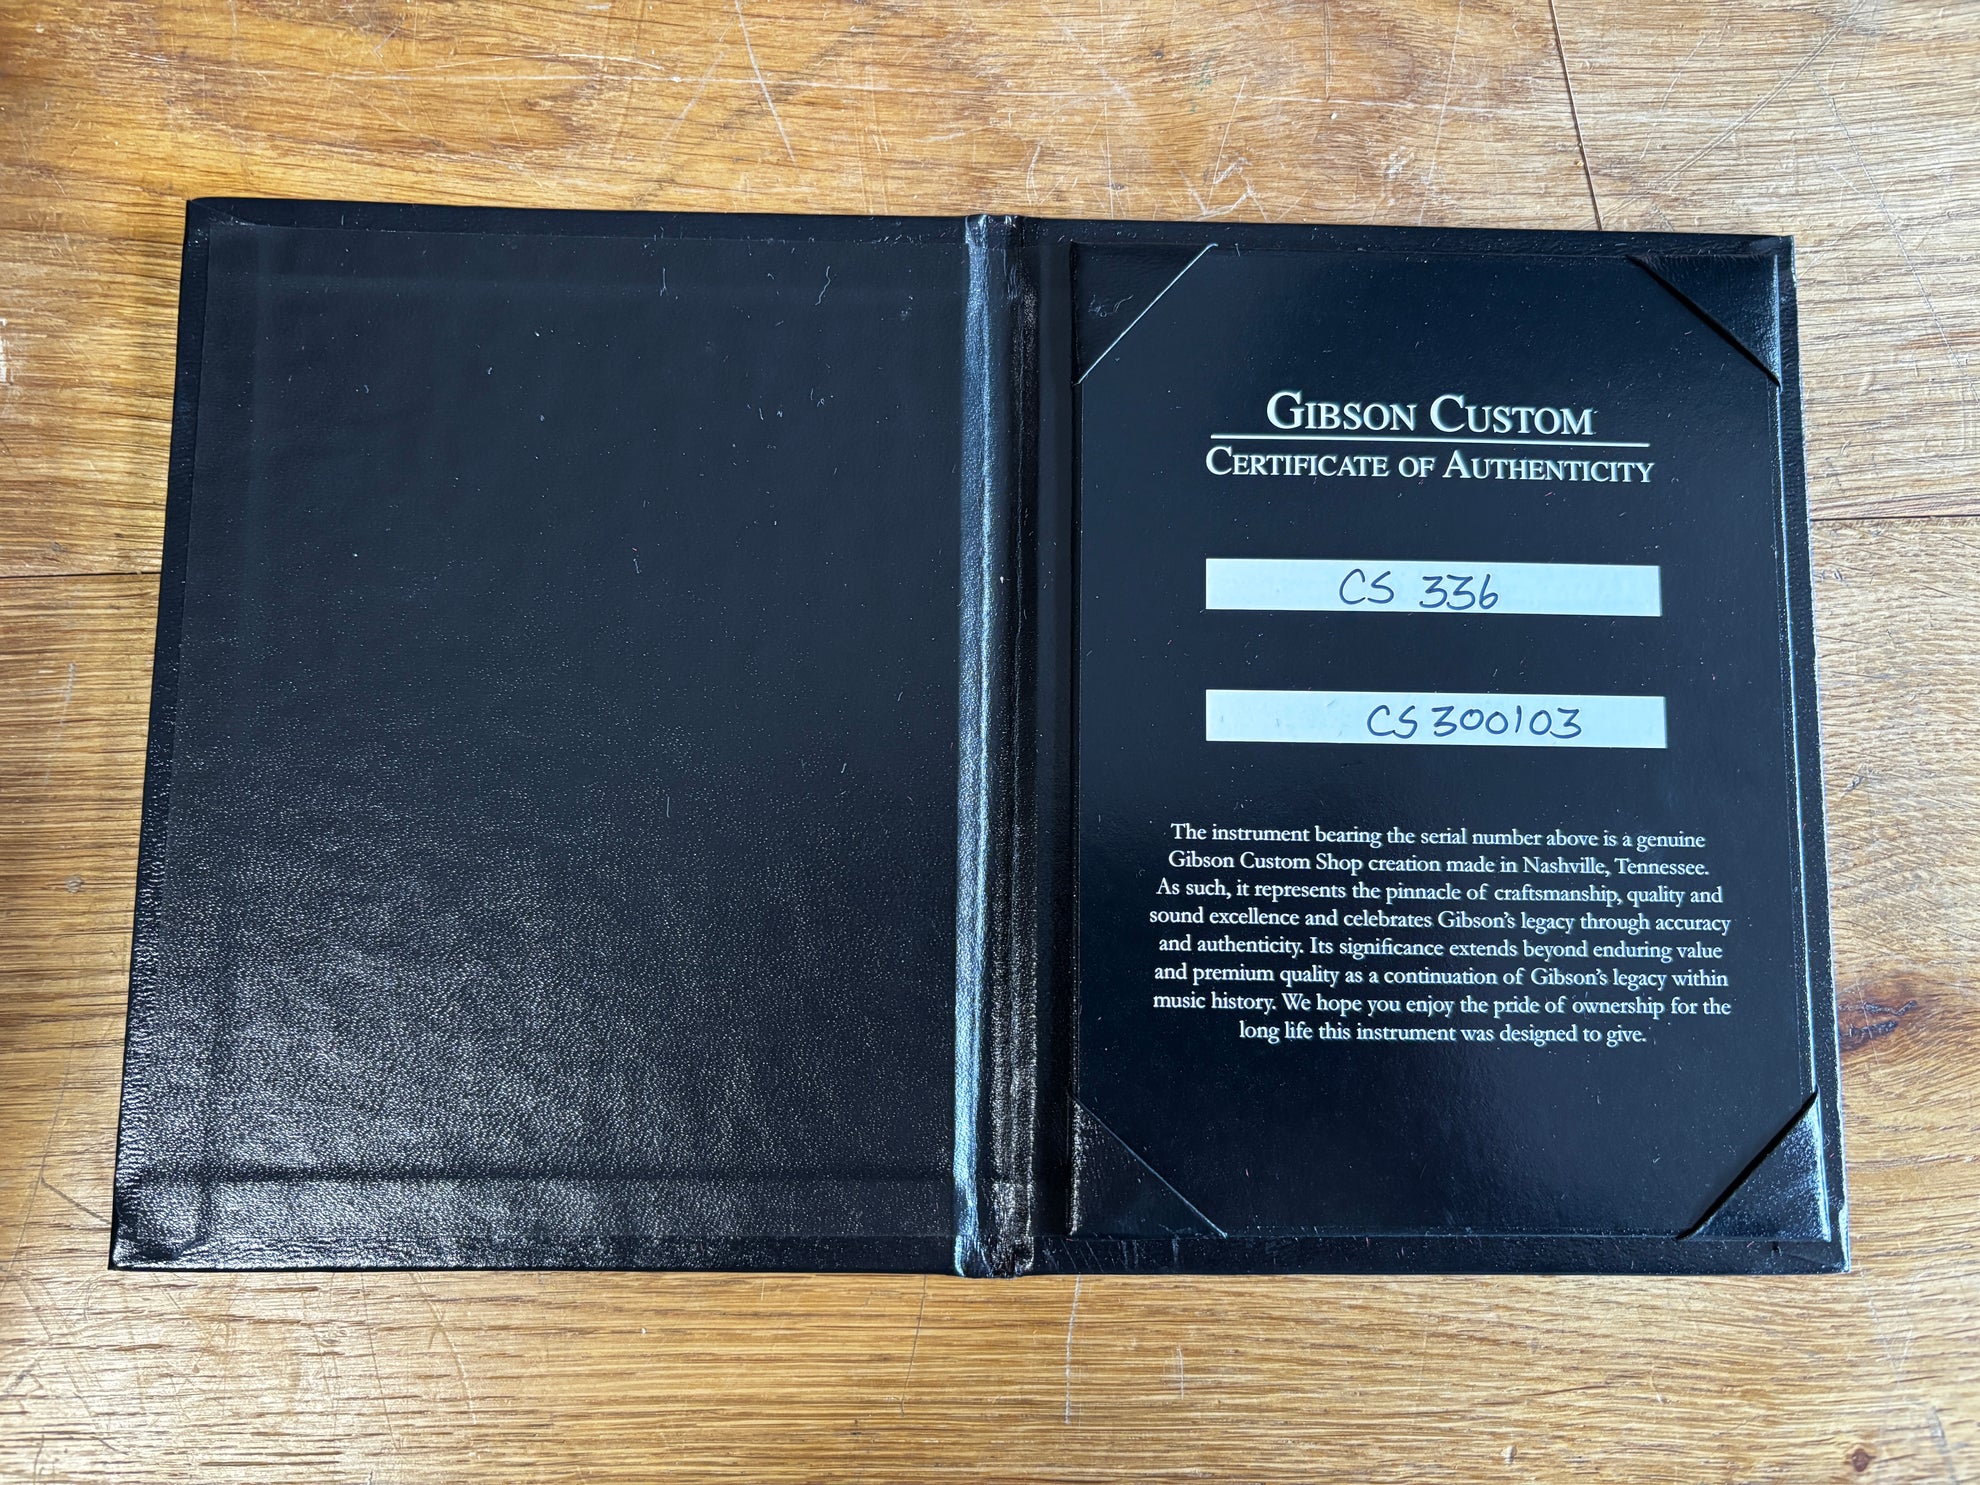 GIBSON CUSTOM
CERTIFICATE OF AUTHENTICITY
CS 336
CS300103
The instrument bearing the serial number above is a genuine
Gibson Custom Shop creation made in Nashville, Tennessee.
As such, it represents the pinnacle of craftsmanship, quality and
sound excellence and celebrates Gibson's legacy through accuracy
and authenticity. Its significance extends beyond enduring value
and premium quality as a continuation of Gibson's legacy within
music history. We hope you enjoy the pride of ownership for the
long life this instrument was designed to give.